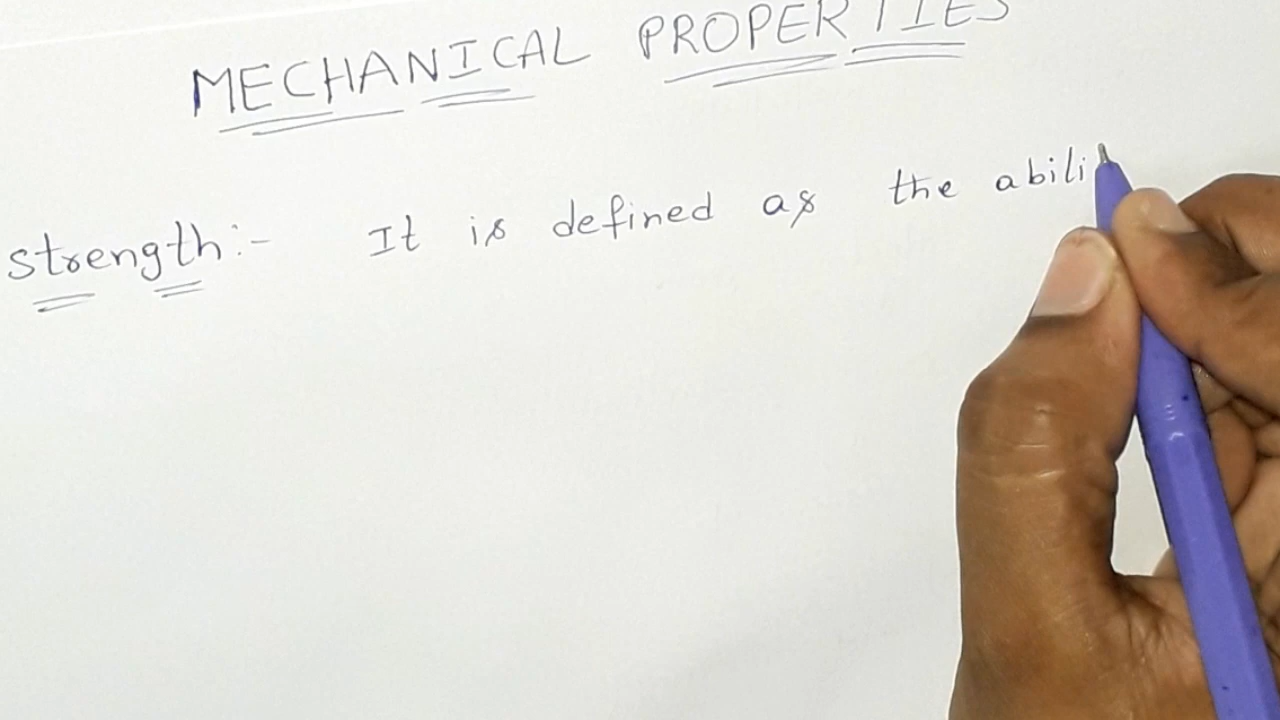 MECHANICAL PROPERTIES
strength:- It is defined as the abili